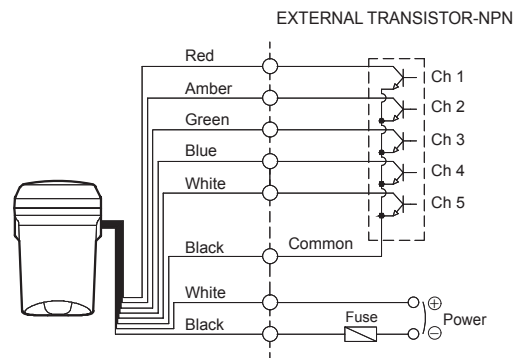 EXTERNAL TRANSISTOR-NPN
Red
Ch 1
Amber
Ch 2
Green
Ch 3
Blue
Ch 4
White
Ch 5
Black
Common
White
⊕
Fuse
Power
Black
⊖